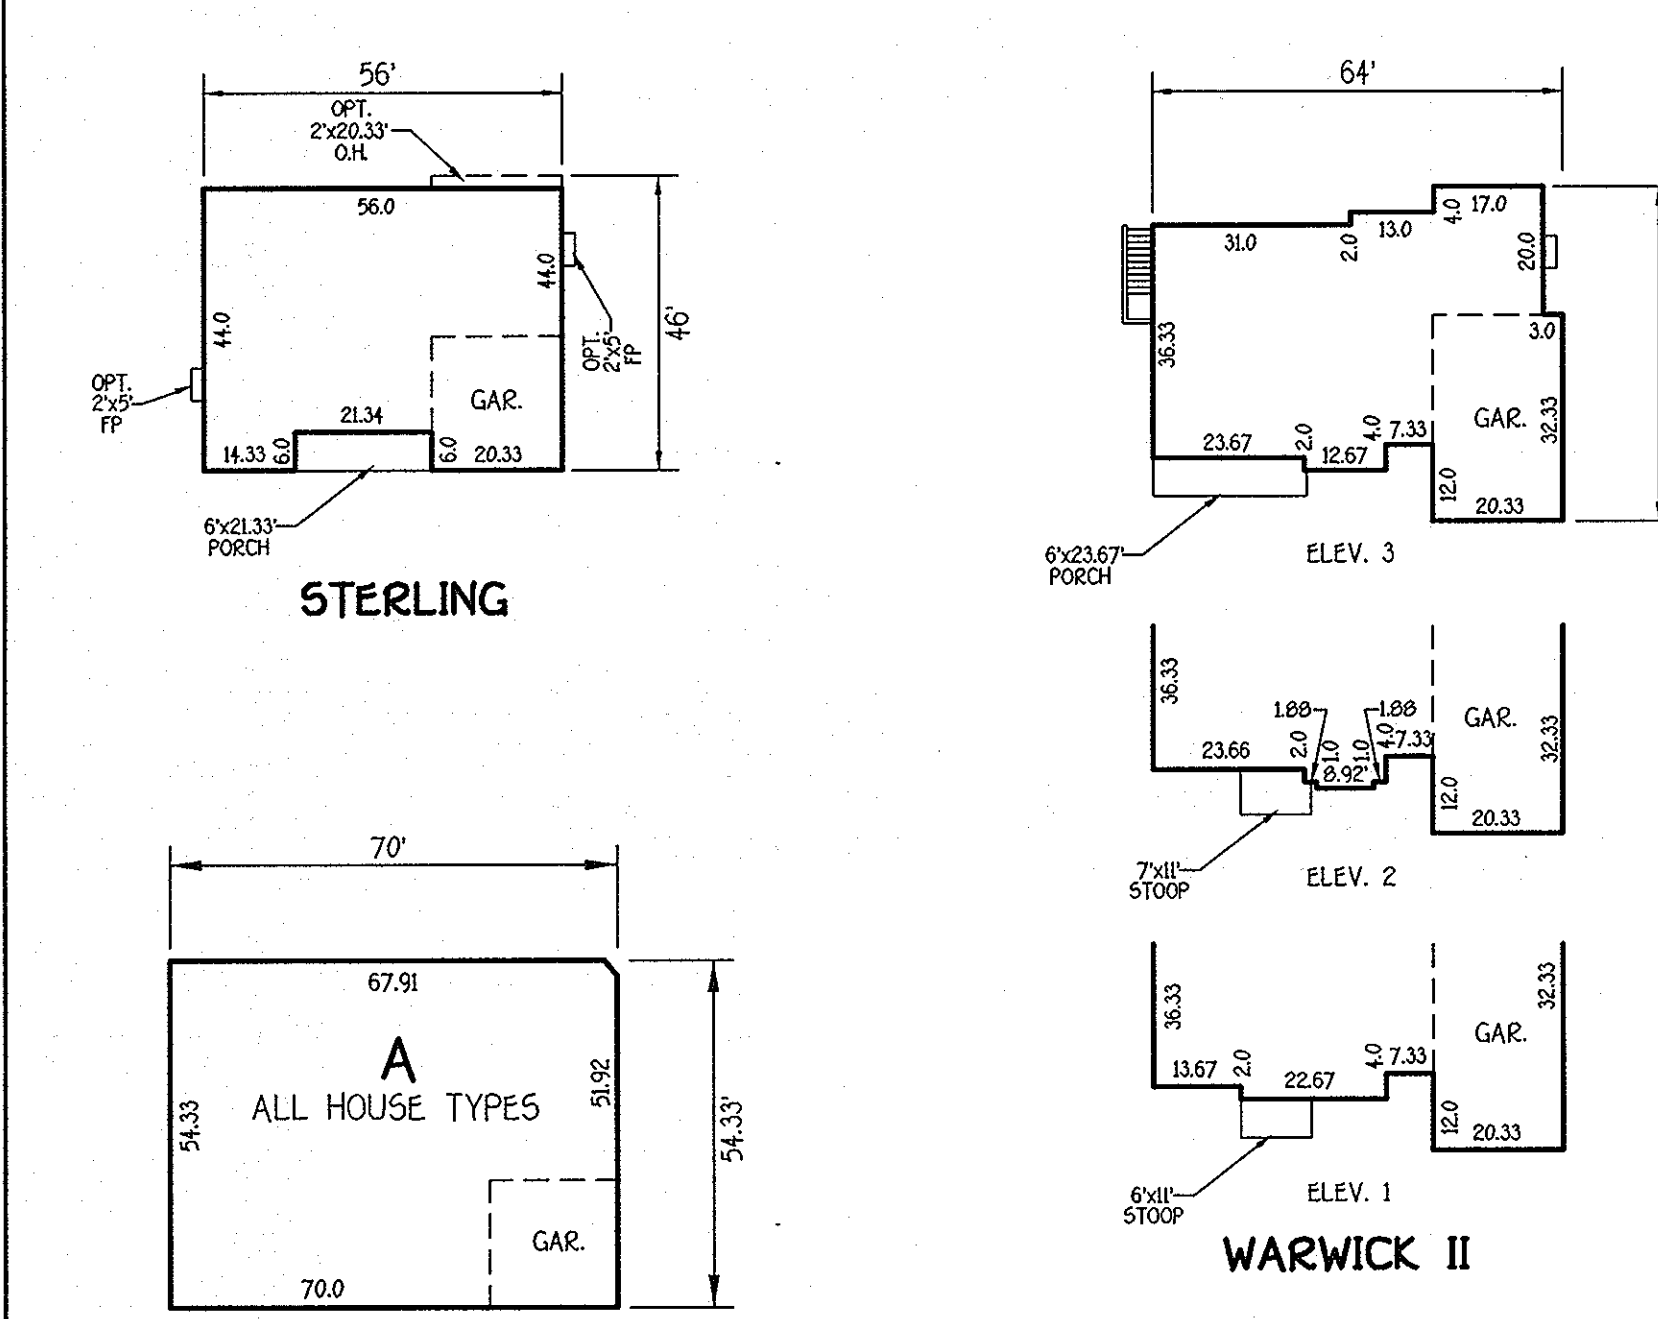 56'
OPT.
2'x20.33'
O.H.
56.0
44.0
44.0
46'
OPT.
2'x5'
FP
OPT.
2'x5'
FP
GAR.
21.34
14.33
6.0
6.0
20.33
6'x21.33'
PORCH
STERLING
70'
67.91
A
ALL HOUSE TYPES
54.33
51.92
54.33'
GAR.
70.0
64'
31.0
2.0
13.0
4.0
17.0
20.0
3.0
36.33
GAR.
32.33
23.67
2.0
12.67
4.0
7.33
12.0
20.33
6'x23.67'
PORCH
ELEV. 3
36.33
1.88
1.88
GAR.
32.33
23.66
2.0
1.0
1.0
4.0
7.33
8.92'
12.0
20.33
7'x11'
STOOP
ELEV. 2
36.33
32.33
GAR.
13.67
2.0
22.67
4.0
7.33
12.0
20.33
6'x11'
STOOP
ELEV. 1
WARWICK II